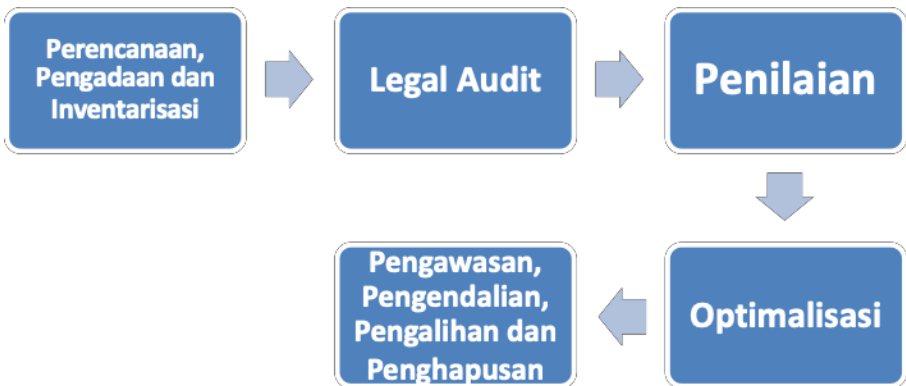 Perencanaan,
Pengadaan dan
Inventarisasi
Legal Audit
Penilaian
Optimalisasi
Pengawasan,
Pengendalian,
Pengalihan dan
Penghapusan